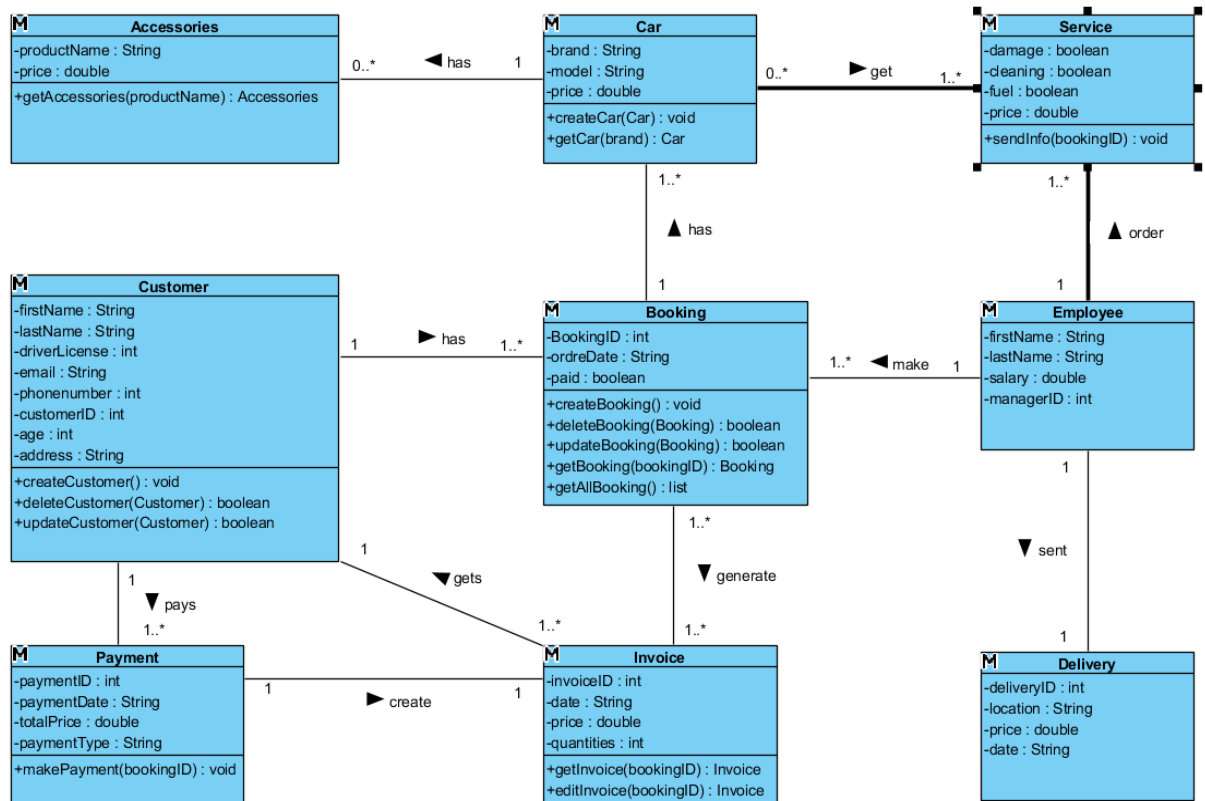 M
Accessories
-productName : String
-price : double
+getAccessories(productName) : Accessories
0..*
has
1
M
Car
-brand : String
-model : String
-price : double
+createCar(Car) : void
+getCar(brand) : Car
0..*
get
1..*
M
Service
-damage : boolean
-cleaning : boolean
-fuel : boolean
-price : double
+sendInfo(bookingID) : void
1..*
has
1
1..*
order
1
M
Customer
-firstName : String
-lastName : String
-driverLicense : int
-email : String
-phonenumber : int
-customerID : int
-age : int
-address : String
+createCustomer() : void
+deleteCustomer(Customer) : boolean
+updateCustomer(Customer) : boolean
1
has
1..*
M
Booking
-BookingID : int
-ordreDate : String
-paid : boolean
+createBooking() : void
+deleteBooking(Booking) : boolean
+updateBooking(Booking) : boolean
+getBooking(bookingID) : Booking
+getAllBooking() : list
1..*
make
1
M
Employee
-firstName : String
-lastName : String
-salary : double
-managerID : int
1
pays
1..*
1
gets
1..*
1..*
generate
1..*
1
sent
1
M
Payment
-paymentID : int
-paymentDate : String
-totalPrice : double
-paymentType : String
+makePayment(bookingID) : void
1
create
1
M
Invoice
-invoiceID : int
-date : String
-price : double
-quantities : int
+getInvoice(bookingID) : Invoice
+editInvoice(bookingID) : Invoice
M
Delivery
-deliveryID : int
-location : String
-price : double
-date : String